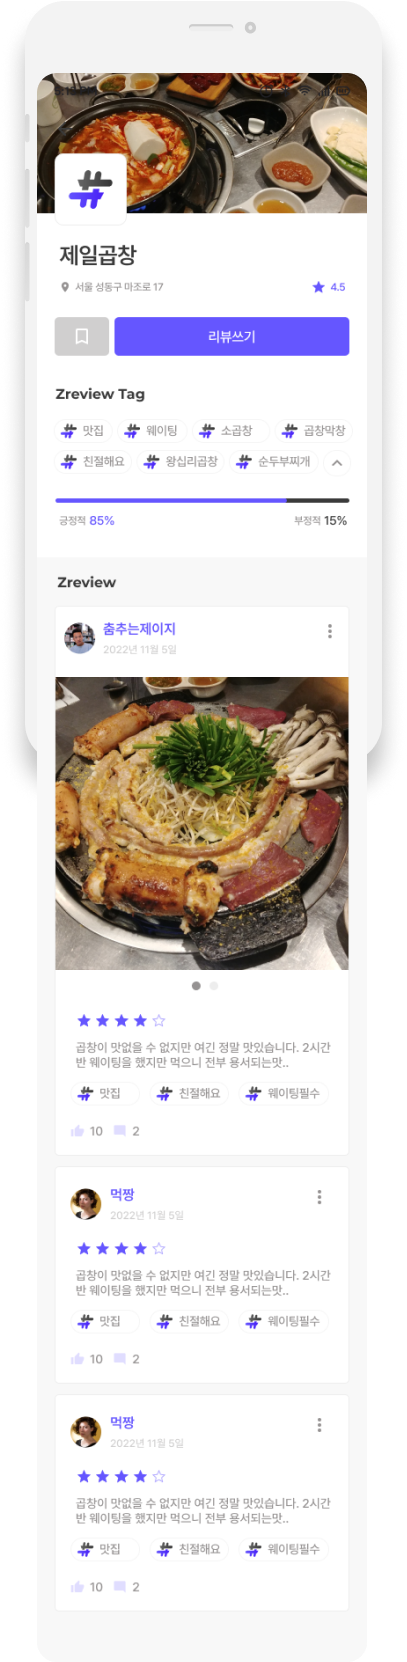 제일곱창
서울 성동구 마조로 17
4.5
리뷰쓰기
Zreview Tag
맛집 웨이팅 소곱창 곱창막창
친절해요 왕십리곱창 순두부찌개
긍정적 85% 부정적 15%
Zreview
춤추는제이지
2022년 11월 5일
곱창이 맛없을 수 없지만 여긴 정말 맛있습니다. 2시간
반 웨이팅을 했지만 먹으니 전부 용서되는맛..
맛집 친절해요 웨이팅필수
10 2
먹짱
2022년 11월 5일
곱창이 맛없을 수 없지만 여긴 정말 맛있습니다. 2시간
반 웨이팅을 했지만 먹으니 전부 용서되는맛..
맛집 친절해요 웨이팅필수
10 2
먹짱
2022년 11월 5일
곱창이 맛없을 수 없지만 여긴 정말 맛있습니다. 2시간
반 웨이팅을 했지만 먹으니 전부 용서되는맛..
맛집 친절해요 웨이팅필수
10 2